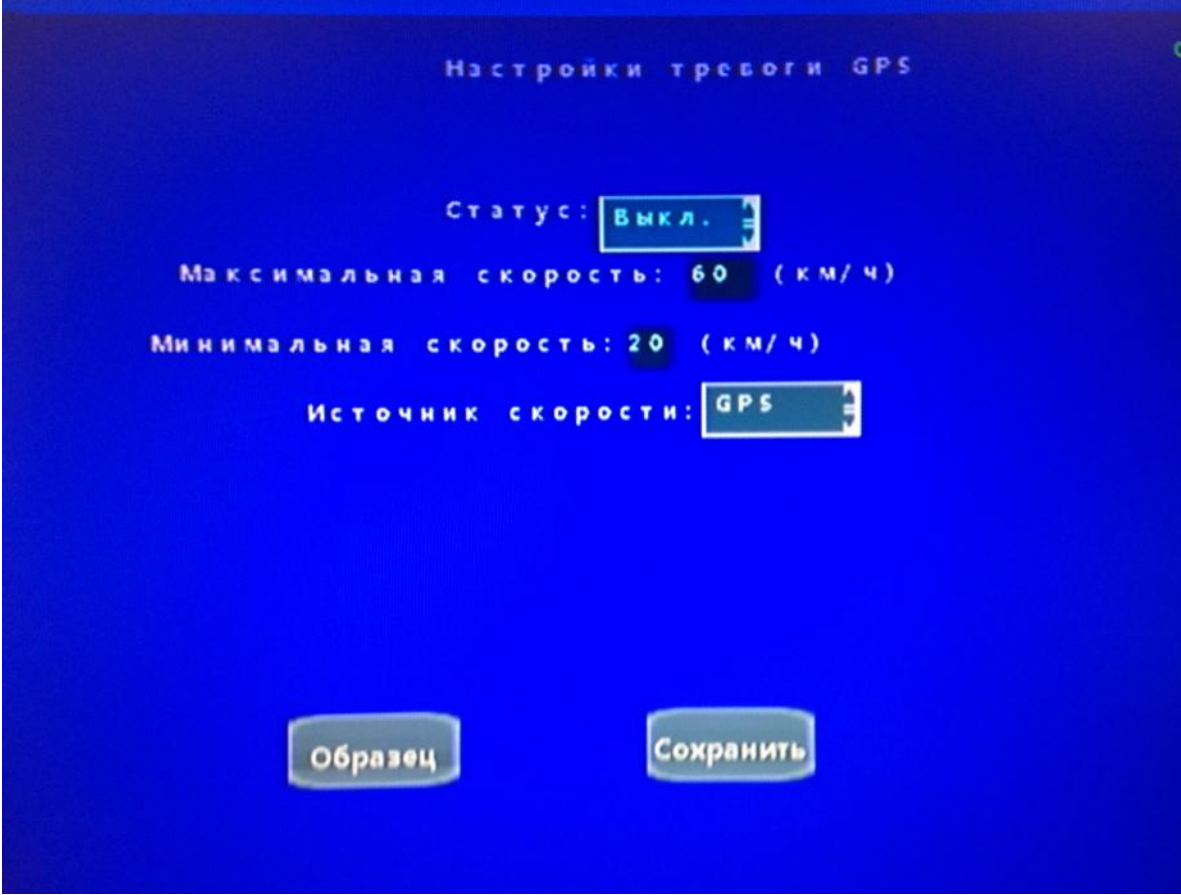 Настройки тревоги GPS
Статус: Выкл.
Максимальная скорость: 60 (км/ч)
Минимальная скорость: 20 (км/ч)
Источник скорости: GPS
Образец Сохранить